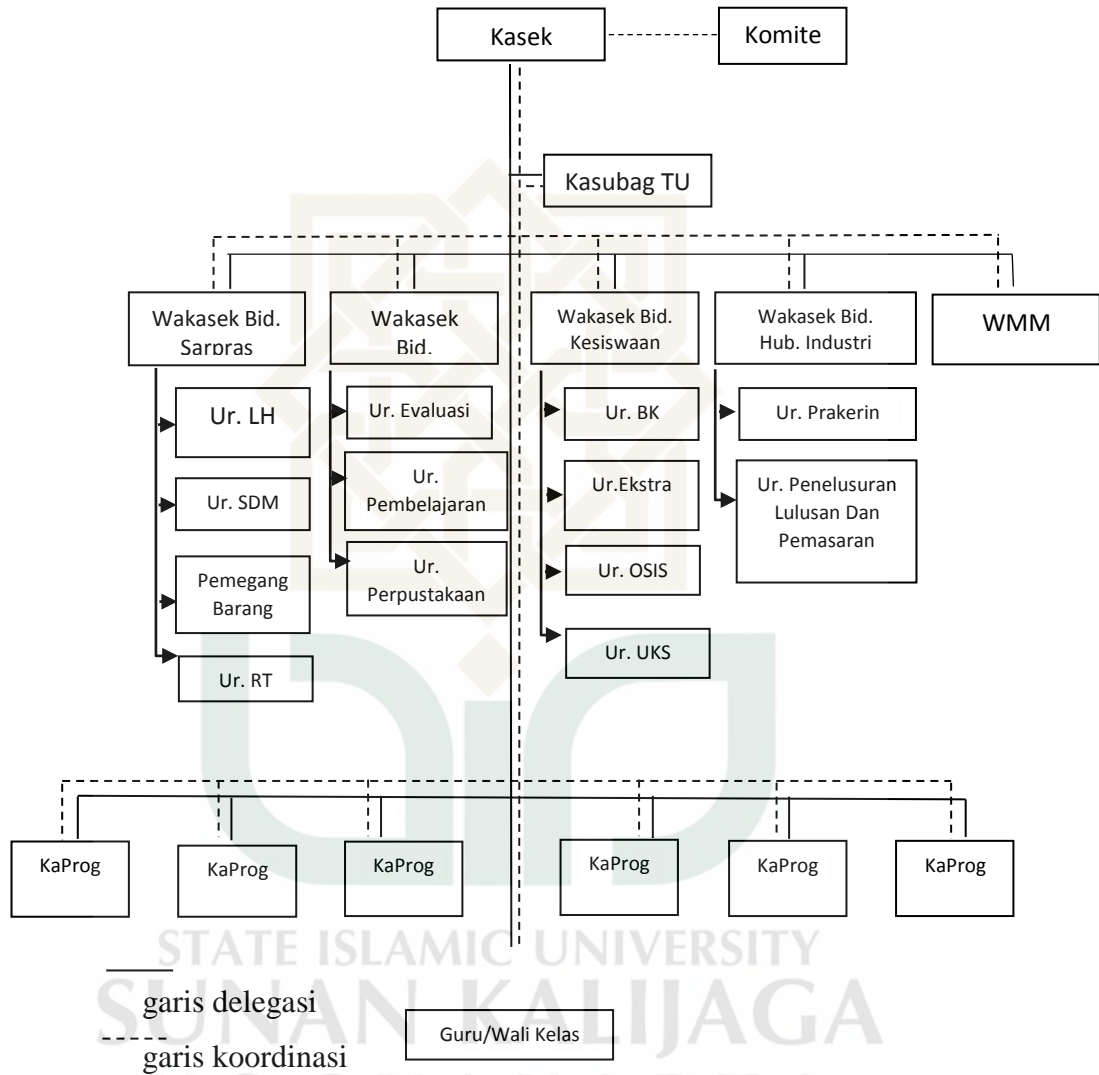 Kasek
Komite
Kasubag TU
Wakasek Bid.
Sarpras
Wakasek
Bid.
Wakasek Bid.
Kesiswaan
Wakasek Bid.
Hub. Industri
WMM
Ur. LH
Ur. SDM
Pemegang
Barang
Ur. RT
Ur. Evaluasi
Ur.
Pembelajaran
Ur.
Perpustakaan
Ur. BK
Ur.Ekstra
Ur. OSIS
Ur. UKS
Ur. Prakerin
Ur. Penelusuran
Lulusan Dan
Pemasaran
KaProg
KaProg
KaProg
KaProg
KaProg
KaProg
STATE ISLAMIC UNIVERSITY
SUNAN KALIJAGA
garis delegasi
garis koordinasi
Guru/Wali Kelas